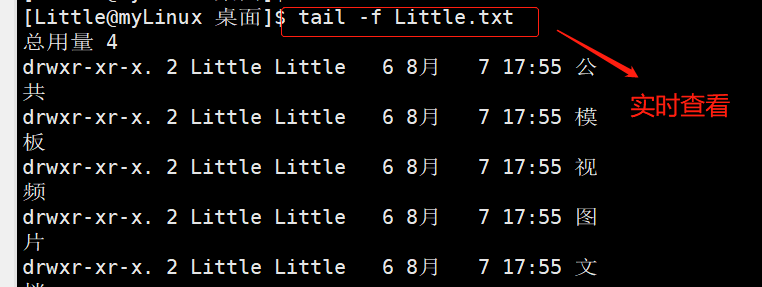 [Little@myLinux 桌面]$ tail -f Little.txt
总用量 4
drwxr-xr-x. 2 Little Little   6 8月   7 17:55 公
共
实时查看
drwxr-xr-x. 2 Little Little   6 8月   7 17:55 模
板
drwxr-xr-x. 2 Little Little   6 8月   7 17:55 视
频
drwxr-xr-x. 2 Little Little   6 8月   7 17:55 图
片
drwxr-xr-x. 2 Little Little   6 8月   7 17:55 文